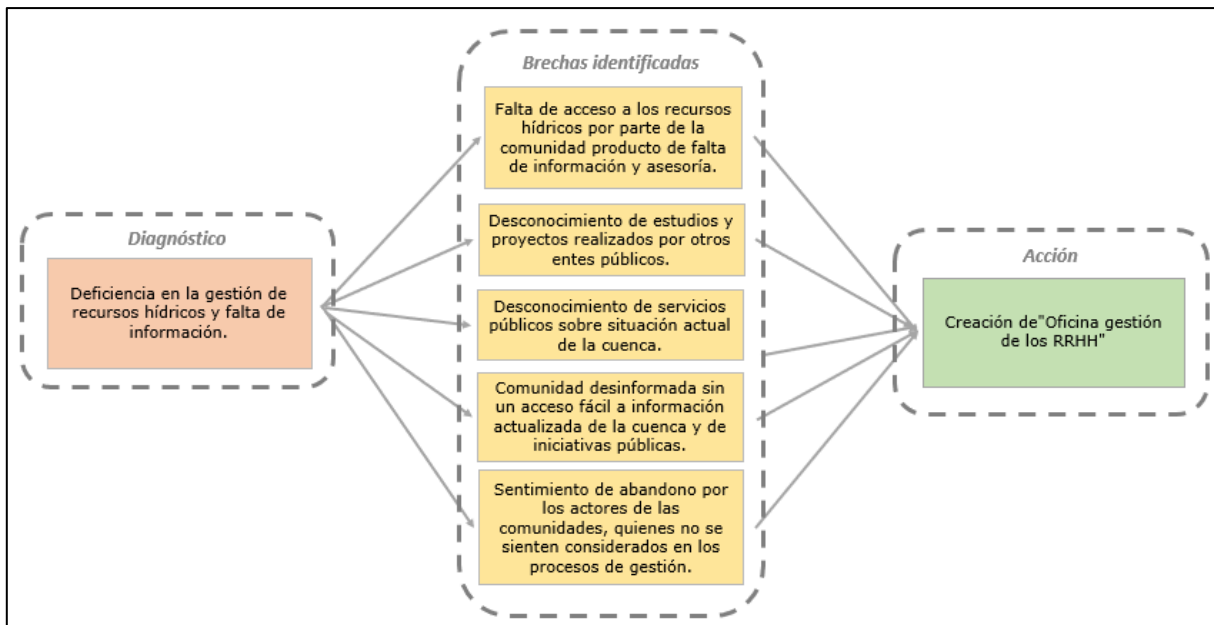 Brechas identificadas
Falta de acceso a los recursos
hídricos por parte de la
comunidad producto de falta
de información y asesoría.
Diagnóstico
Deficiencia en la gestión de
recursos hídricos y falta de
información.
Desconocimiento de estudios y
proyectos realizados por otros
entes públicos.
Desconocimiento de servicios
públicos sobre situación actual
de la cuenca.
Comunidad desinformada sin
un acceso fácil a información
actualizada de la cuenca y de
iniciativas públicas.
Sentimiento de abandono por
los actores de las
comunidades, quienes no se
sienten considerados en los
procesos de gestión.
Acción
Creación de"Oficina gestión
de los RRHH"